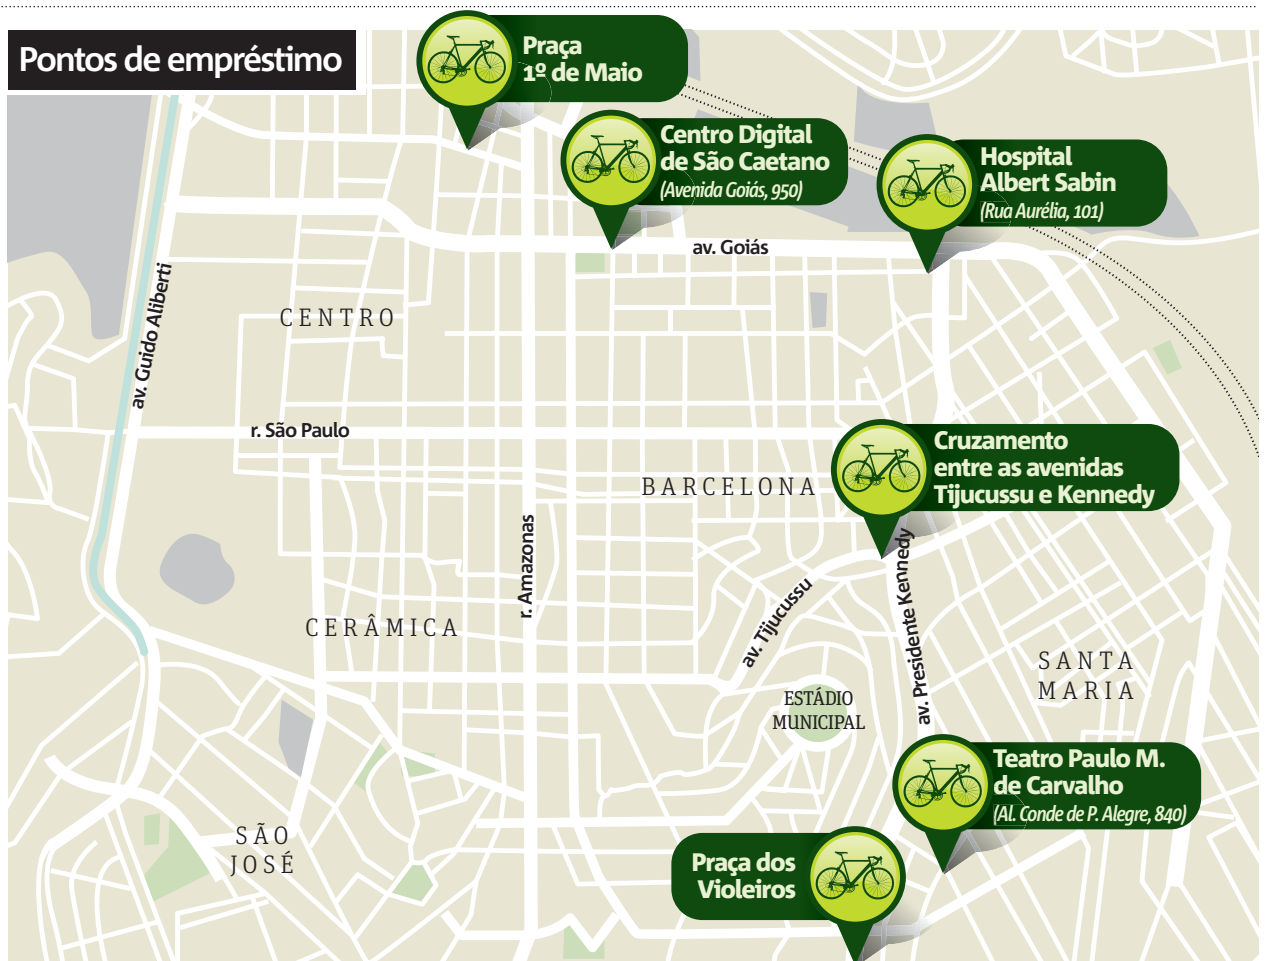 Pontos de empréstimo
Praça
1º de Maio
Centro Digital
de São Caetano
(Avenida Goiás, 950)
Hospital
Albert Sabin
(Rua Aurélia, 101)
av. Goiás
av. Guido Aliberti
CENTRO
r. São Paulo
Cruzamento
entre as avenidas
Tijucussu e Kennedy
BARCELONA
r. Amazonas
av. Presidente Kennedy
av. Tijucussu
CERÂMICA
SANTA
MARIA
ESTÁDIO
MUNICIPAL
Teatro Paulo M.
de Carvalho
(Al. Conde de P. Alegre, 840)
SÃO
JOSÉ
Praça dos
Violeiros